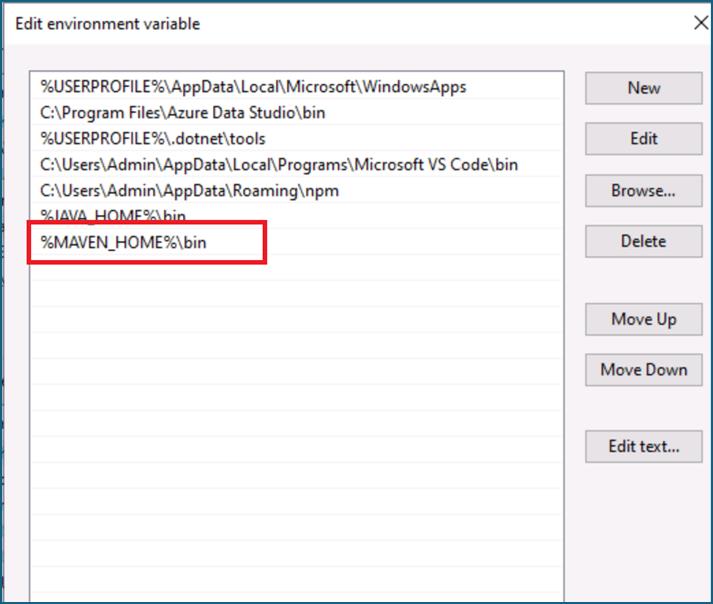 Edit environment variable
%USERPROFILE%\AppData\Local\Microsoft\WindowsApps
C:\Program Files\Azure Data Studio\bin
%USERPROFILE%\.dotnet\tools
C:\Users\Admin\AppData\Local\Programs\Microsoft VS Code\bin
C:\Users\Admin\AppData\Roaming\npm
%JAVA_HOME%\bin
%MAVEN_HOME%\bin
New
Edit
Browse...
Delete
Move Up
Move Down
Edit text...